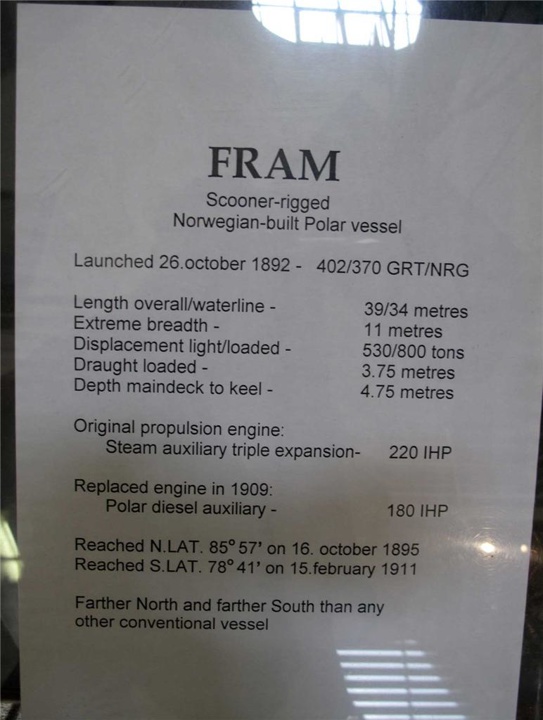 FRAM
Scooner-rigged
Norwegian-built Polar vessel
Launched 26.october 1892 - 402/370 GRT/NRG
Length overall/waterline - 39/34 metres
Extreme breadth - 11 metres
Displacement light/loaded - 530/800 tons
Draught loaded - 3.75 metres
Depth maindeck to keel - 4.75 metres
Original propulsion engine:
Steam auxiliary triple expansion- 220 IHP
Replaced engine in 1909:
Polar diesel auxiliary - 180 IHP
Reached N.LAT. 85° 57' on 16. october 1895
Reached S.LAT. 78° 41' on 15.february 1911
Farther North and farther South than any
other conventional vessel